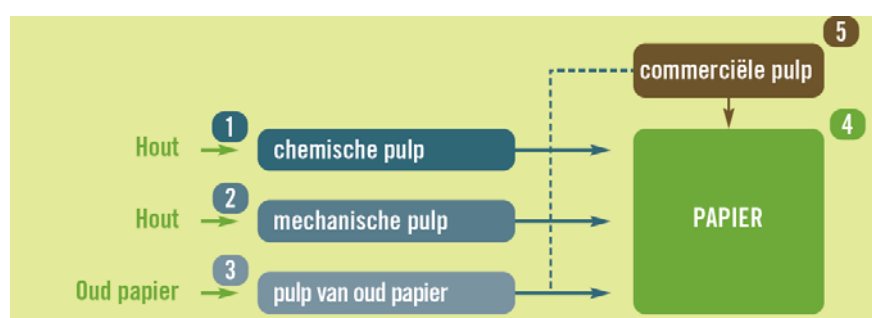 5
commerciële pulp
1
Hout
chemische pulp
4
2
Hout
mechanische pulp
PAPIER
3
Oud papier
pulp van oud papier